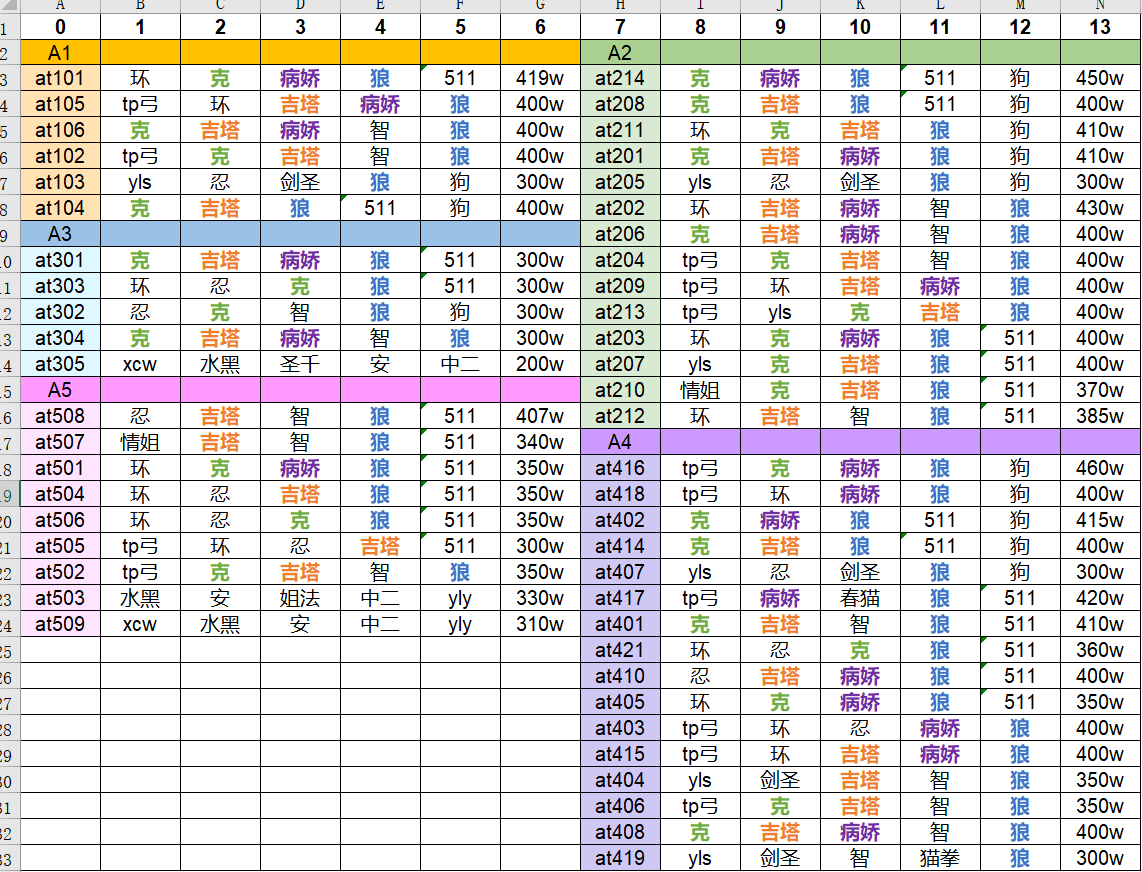 A B C D E F G H I J K L M N
1 0 1 2 3 4 5 6 7 8 9 10 11 12 13
2 A1 A2
3 at101 环 克 病娇 狼 511 419w at214 克 病娇 狼 511 狗 450w
4 at105 tp弓 环 吉塔 病娇 狼 400w at208 克 吉塔 狼 511 狗 400w
5 at106 克 吉塔 病娇 智 狼 400w at211 环 克 吉塔 狼 狗 410w
6 at102 tp弓 克 吉塔 智 狼 400w at201 克 吉塔 病娇 狼 狗 410w
7 at103 yls 忍 剑圣 狼 狗 300w at205 yls 忍 剑圣 狼 狗 300w
8 at104 克 吉塔 狼 511 狗 400w at202 环 吉塔 病娇 智 狼 430w
9 A3 at206 克 吉塔 病娇 智 狼 400w
10 at301 克 吉塔 病娇 狼 511 300w at204 tp弓 克 吉塔 智 狼 400w
11 at303 环 忍 克 狼 511 300w at209 tp弓 环 吉塔 病娇 狼 400w
12 at302 忍 克 智 狼 狗 300w at213 tp弓 yls 克 吉塔 狼 400w
13 at304 克 吉塔 病娇 智 狼 300w at203 环 克 病娇 狼 511 400w
14 at305 xcw 水黑 圣千 安 中二 200w at207 yls 克 吉塔 狼 511 400w
15 A5 at210 情姐 克 吉塔 狼 511 370w
16 at508 忍 吉塔 智 狼 511 407w at212 环 吉塔 智 狼 511 385w
17 at507 情姐 吉塔 智 狼 511 340w A4
18 at501 环 克 病娇 狼 511 350w at416 tp弓 克 病娇 狼 狗 460w
19 at504 环 忍 吉塔 狼 511 350w at418 tp弓 环 病娇 狼 狗 400w
20 at506 环 忍 克 狼 511 350w at402 克 病娇 狼 511 狗 415w
21 at505 tp弓 环 忍 吉塔 511 300w at414 克 吉塔 狼 511 狗 400w
22 at502 tp弓 克 吉塔 智 狼 350w at407 yls 忍 剑圣 狼 狗 300w
23 at503 水黑 安 姐法 中二 yly 330w at417 tp弓 病娇 春猫 狼 511 420w
24 at509 xcw 水黑 安 中二 yly 310w at401 克 吉塔 智 狼 511 410w
25 at421 环 忍 克 狼 511 360w
26 at410 忍 吉塔 病娇 狼 511 400w
27 at405 环 克 病娇 狼 511 350w
28 at403 tp弓 环 忍 病娇 狼 400w
29 at415 tp弓 环 吉塔 病娇 狼 400w
30 at404 yls 剑圣 吉塔 智 狼 350w
31 at406 tp弓 克 吉塔 智 狼 350w
32 at408 克 吉塔 病娇 智 狼 400w
33 at419 yls 剑圣 智 猫拳 狼 300w